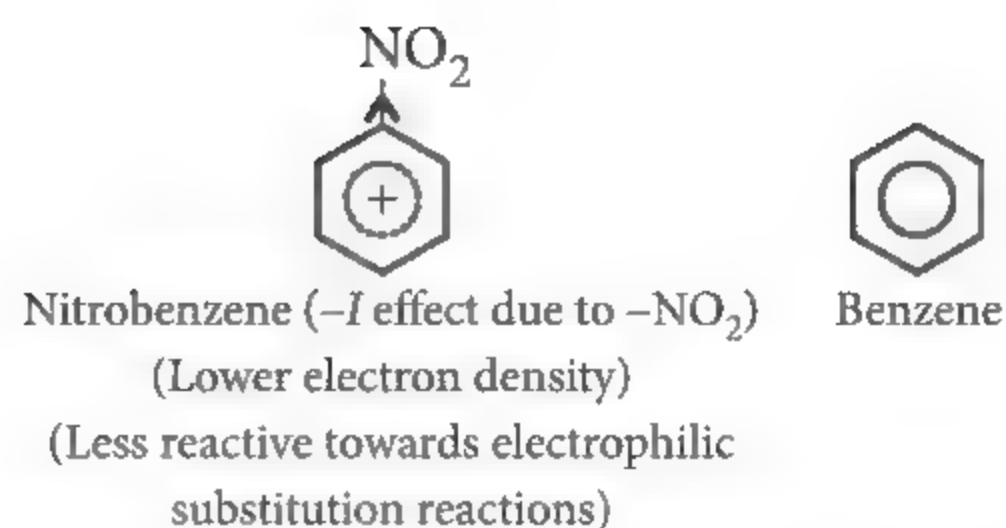 NO₂
+
Nitrobenzene (–I effect due to –NO₂) Benzene
(Lower electron density)
(Less reactive towards electrophilic
substitution reactions)